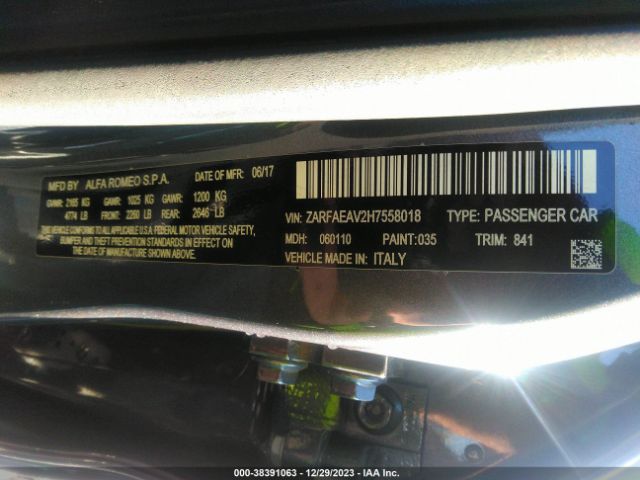 MFD BY ALFA ROMEO S.P.A. DATE OF MFR: 06/17
GVWR: 2165 KG GAWR: 1025 KG GAWR: 1200 KG
4774 LB FRONT: 2260 LB REAR: 2646 LB
THIS VEHICLE CONFORMS TO ALL APPLICABLE U.S.A. FEDERAL MOTOR VEHICLE SAFETY,
BUMPER AND THEFT PREVENTION STANDARDS IN EFFECT ON
THE DATE OF MANUFACTURE SHOWN ABOVE.
VIN: ZARFAEAV2H7558018 TYPE: PASSENGER CAR
MDH: 060110 PAINT:035 TRIM: 841
VEHICLE MADE IN: ITALY
000-38391063 - 12/29/2023 - IAA Inc.